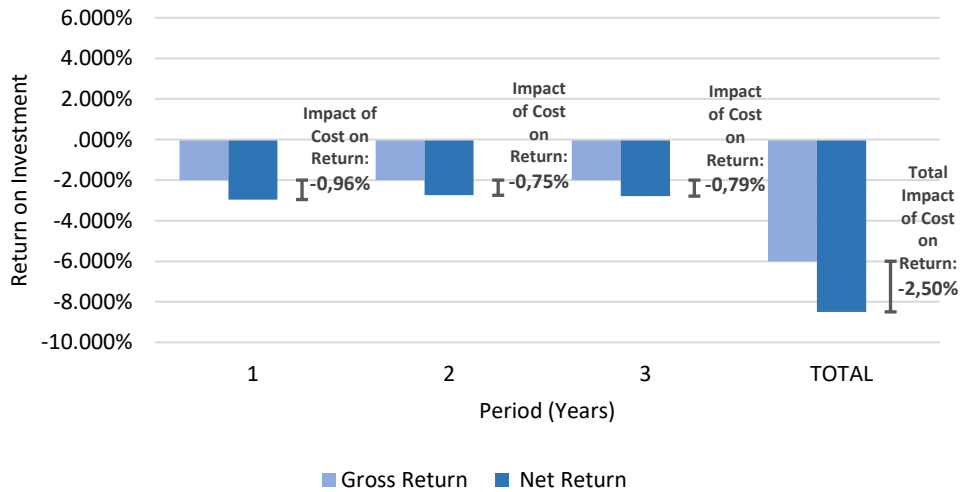 6.000%
4.000%
2.000%
.000%
-2.000%
-4.000%
-6.000%
-8.000%
-10.000%
Return on Investment
Impact of
Cost on
Return:
-0,96%
Impact
of Cost
on
Return:
-0,75%
Impact
of Cost
on
Return:
-0,79%
Total
Impact
of Cost
on
Return:
-2,50%
1
2
3
TOTAL
Period (Years)
Gross Return
Net Return